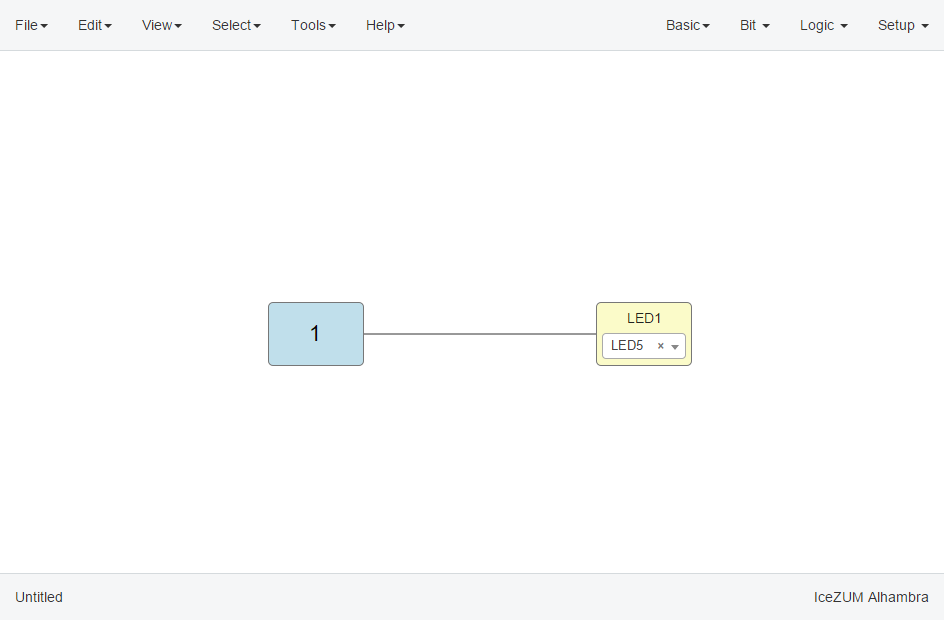 File Edit View Select Tools Help Basic Bit Logic Setup
1
LED1
LED5 ×
Untitled IceZUM Alhambra